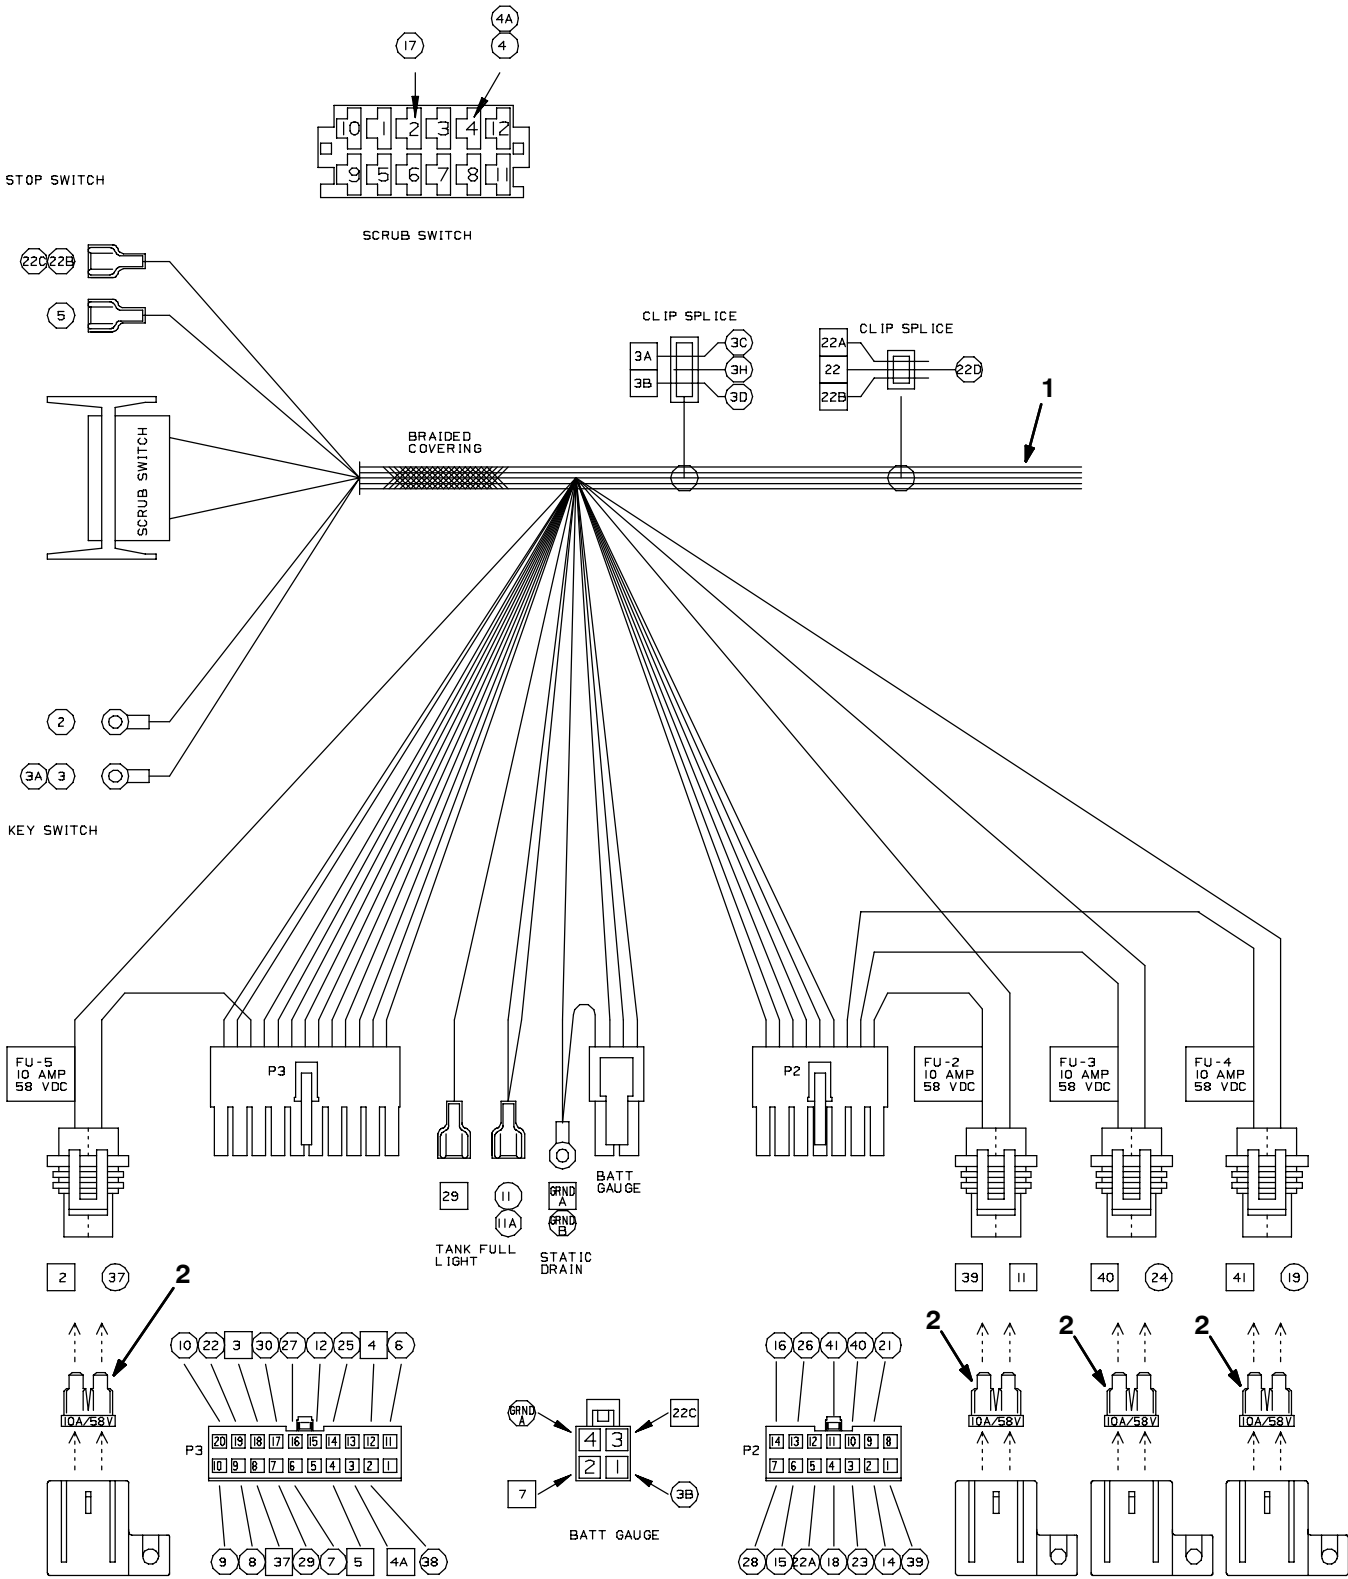 4A
17 4
10 1 2 3 4 12
9 5 6 7 8 11
STOP SWITCH
SCRUB SWITCH
22C 22B
5
CLIP SPLICE
3A 3C
3H
3B 3D
CLIP SPLICE
22A
22 22D
22B
1
BRAIDED
COVERING
SCRUB SWITCH
2
3A 3
KEY SWITCH
FU-5
10 AMP
58 VDC
P3
P2
FU-2
10 AMP
58 VDC
FU-3
10 AMP
58 VDC
FU-4
10 AMP
58 VDC
BATT
GAUGE
29 11 GRND A
11A GRND B
TANK FULL
LIGHT
STATIC
DRAIN
2 37
2
39 11 40 24 41 19
2 2 2
10 22 3 30 27 12 25 4 6
16 26 41 40 21
10A/58V
10A/58V 10A/58V 10A/58V
GRND A 22C
P3
20 19 18 17 16 15 14 13 12 11
10 9 8 7 6 5 4 3 2 1
4 3
2 1
P2
14 13 12 11 10 9 8
7 6 5 4 3 2 1
7 3B
BATT GAUGE
9 8 37 29 7 5 4A 38
28 15 22A 18 23 14 39